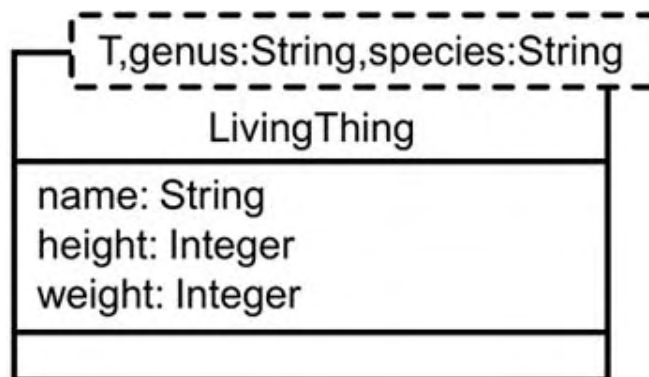 T,genus:String,species:String
LivingThing
name: String
height: Integer
weight: Integer